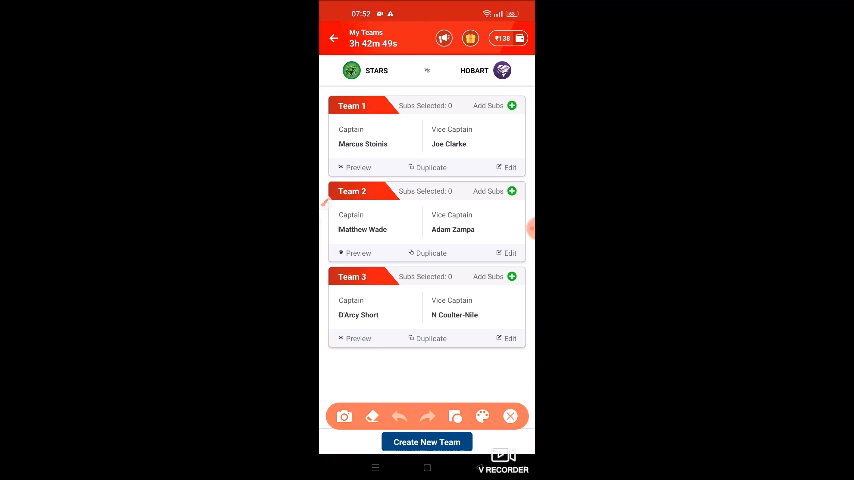 07:52
My Teams
3h 42m 49s
₹138
STARS
HOBART
Team 1
Subs Selected: 0
Add Subs
Captain
Vice Captain
Marcus Stoinis
Joe Clarke
Preview
Duplicate
Edit
Team 2
Subs Selected: 0
Add Subs
Captain
Vice Captain
Matthew Wade
Adam Zampa
Preview
Duplicate
Edit
Team 3
Subs Selected: 0
Add Subs
Captain
Vice Captain
D'Arcy Short
N Coulter-Nile
Preview
Duplicate
Edit
Create New Team
V RECORDER